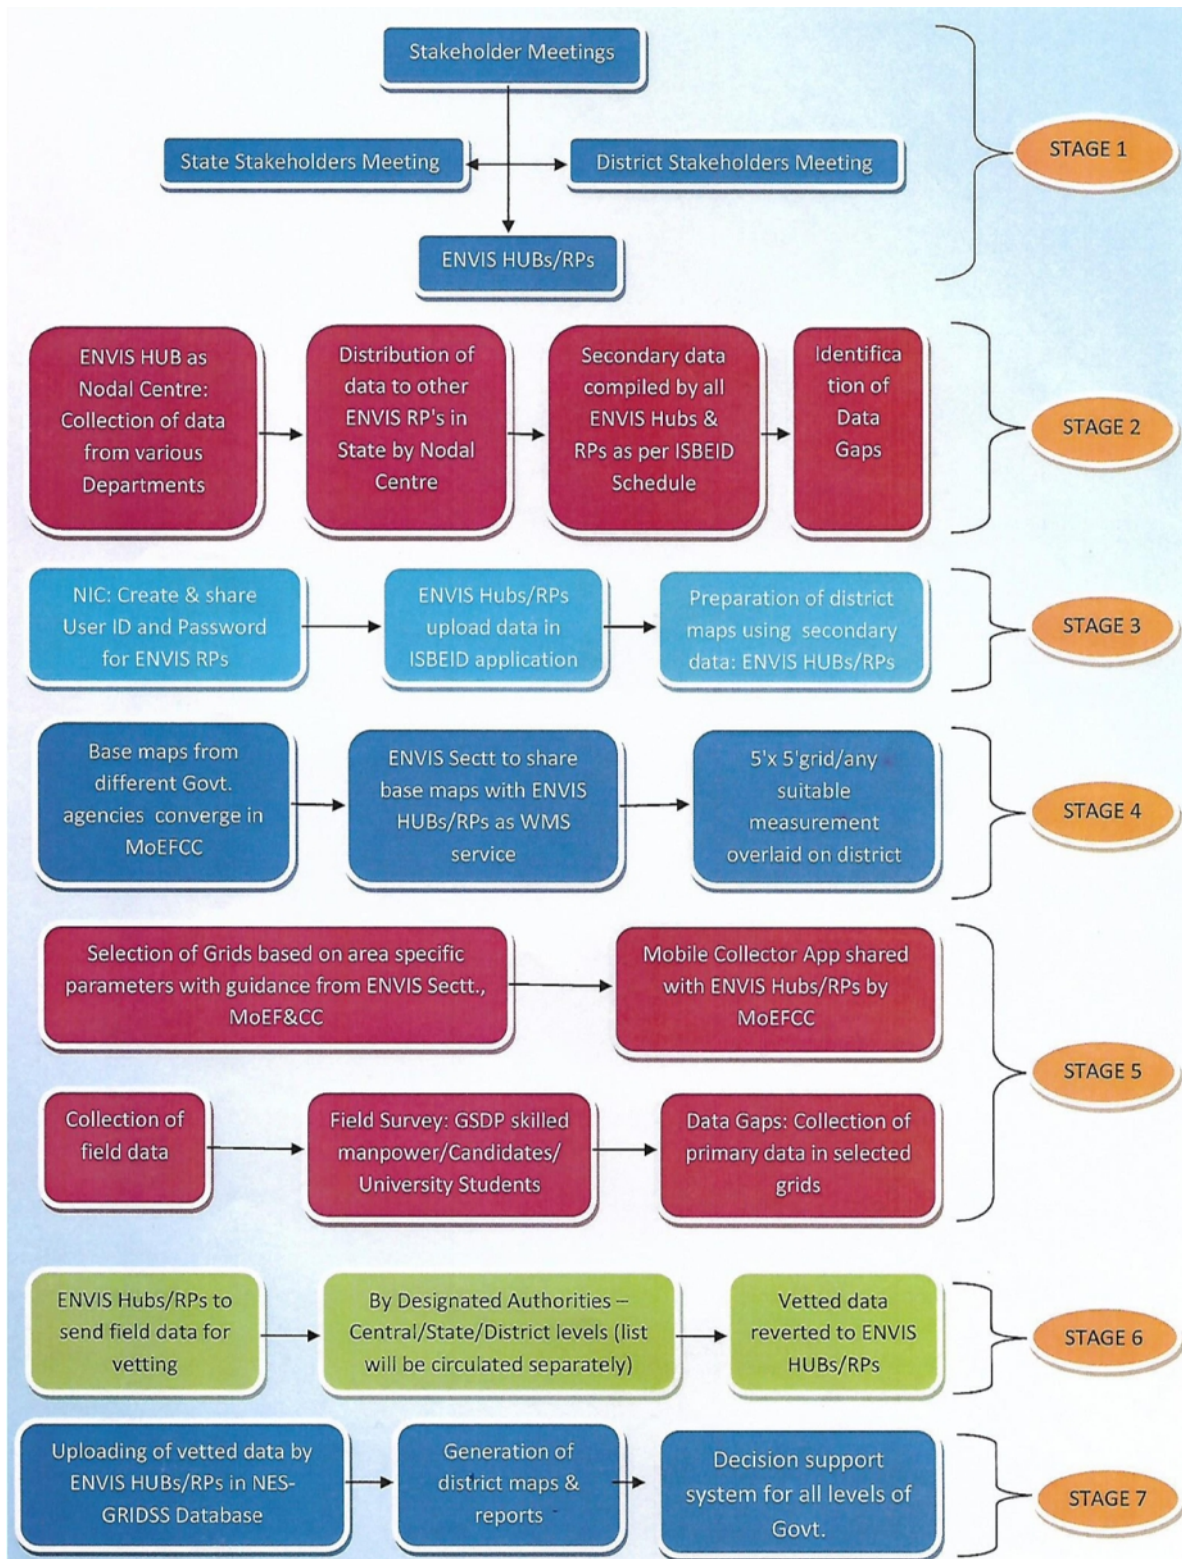 Stakeholder Meetings
State Stakeholders Meeting
District Stakeholders Meeting
ENVIS HUBs/RPs
STAGE 1
ENVIS HUB as
Nodal Centre:
Collection of data
from various
Departments
Distribution of
data to other
ENVIS RP's in
State by Nodal
Centre
Secondary data
compiled by all
ENVIS Hubs &
RPs as per ISBEID
Schedule
Identifica
tion of
Data
Gaps
STAGE 2
NIC: Create & share
User ID and Password
for ENVIS RPs
ENVIS Hubs/RPs
upload data in
ISBEID application
Preparation of district
maps using secondary
data: ENVIS HUBs/RPs
STAGE 3
Base maps from
different Govt.
agencies converge in
MoEFCC
ENVIS Sectt to share
base maps with ENVIS
HUBs/RPs as WMS
service
5'x 5'grid/any
suitable
measurement
overlaid on district
STAGE 4
Selection of Grids based on area specific
parameters with guidance from ENVIS Sectt.,
MoEF&CC
Mobile Collector App shared
with ENVIS Hubs/RPs by
MoEFCC
Collection of
field data
Field Survey: GSDP skilled
manpower/Candidates/
University Students
Data Gaps: Collection of
primary data in selected
grids
STAGE 5
ENVIS Hubs/RPs to
send field data for
vetting
By Designated Authorities –
Central/State/District levels (list
will be circulated separately)
Vetted data
reverted to ENVIS
HUBs/RPs
STAGE 6
Uploading of vetted data by
ENVIS HUBs/RPs in NES-
GRIDSS Database
Generation of
district maps &
reports
Decision support
system for all levels of
Govt.
STAGE 7